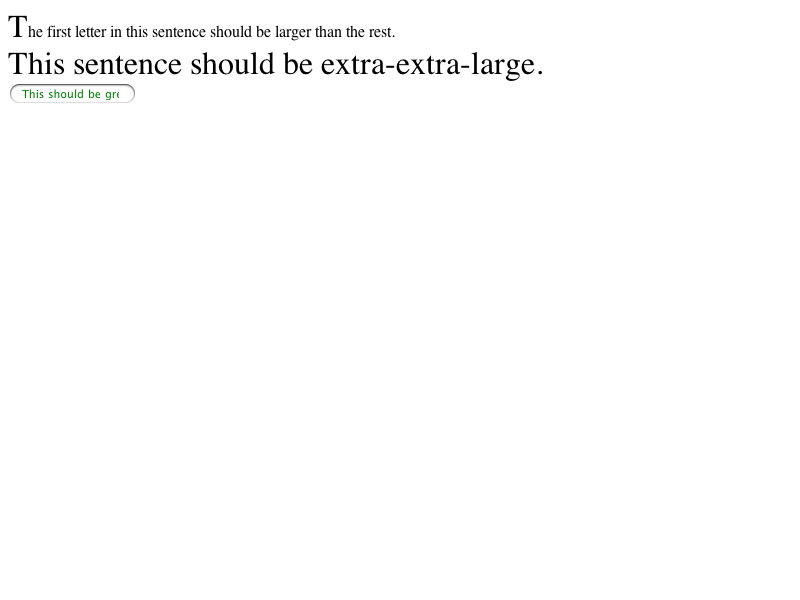 The first letter in this sentence should be larger than the rest.
This sentence should be extra-extra-large.
This should be gre